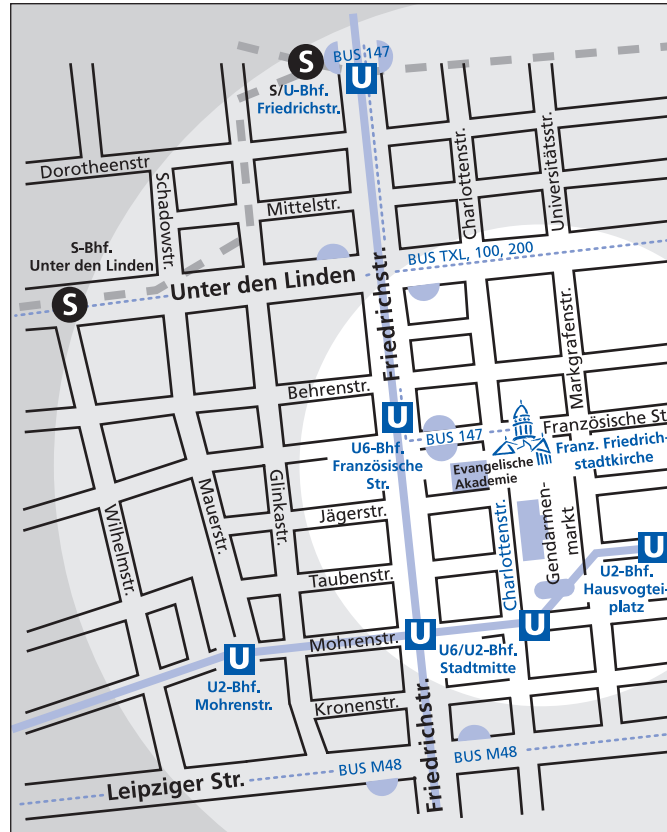 BUS 147
S
U
S/U-Bhf.
Friedrichstr.
Charlottenstr.
Universitätsstr.
Dorotheenstr
Schadowstr.
Mittelstr.
S-Bhf.
Unter den Linden
BUS TXL, 100, 200
Unter den Linden
S
Friedrichstr.
Markgrafenstr.
Behrenstr.
U
BUS 147
Französische St
U6-Bhf.
Französische
Str.
Evangelische
Akademie
Franz. Friedrich-
stadtkirche
Glinkastr.
Mauerstr.
Wilhelmstr.
Jägerstr.
Charlottenstr.
Gendarmen-
markt
U
Taubenstr.
U2-Bhf.
Hausvogtei-
platz
Mohrenstr.
U
U
U
U6/U2-Bhf.
Stadtmitte
U2-Bhf.
Mohrenstr.
Kronenstr.
Friedrichstr.
BUS M48
BUS M48
Leipziger Str.